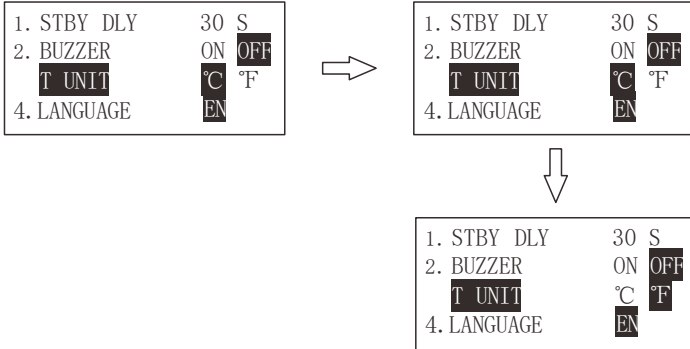 1. STBY DLY 30 S
2. BUZZER ON OFF
T UNIT ℃ ℉
4. LANGUAGE EN
1. STBY DLY 30 S
2. BUZZER ON OFF
T UNIT ℃ ℉
4. LANGUAGE EN
1. STBY DLY 30 S
2. BUZZER ON OFF
T UNIT ℃ ℉
4. LANGUAGE EN